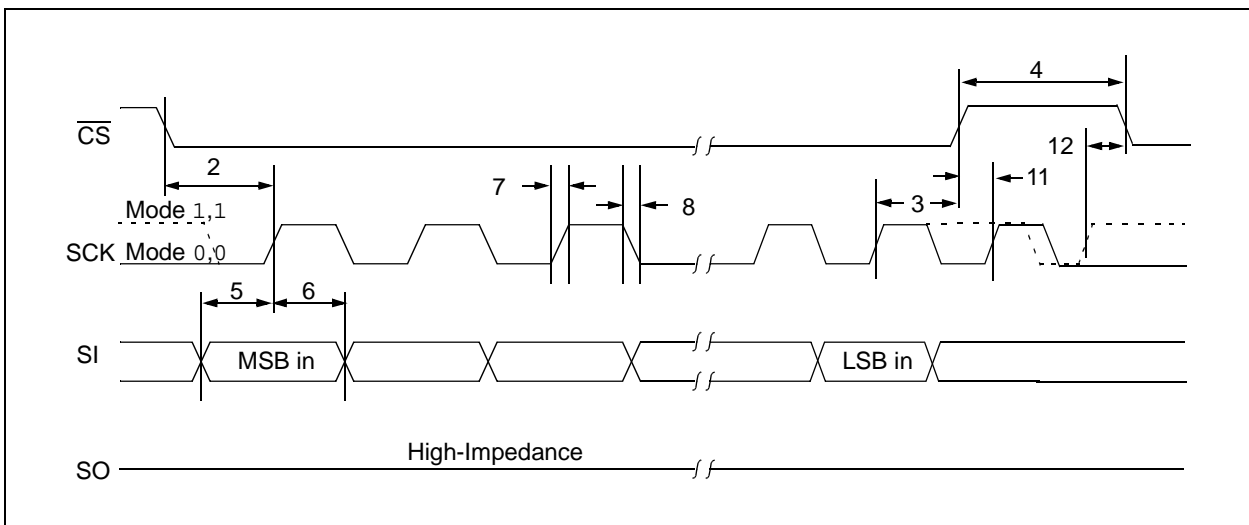 4
CS
12
2
7
8
3
11
Mode 1,1
SCK Mode 0,0
5
6
SI
MSB in
LSB in
High-Impedance
SO